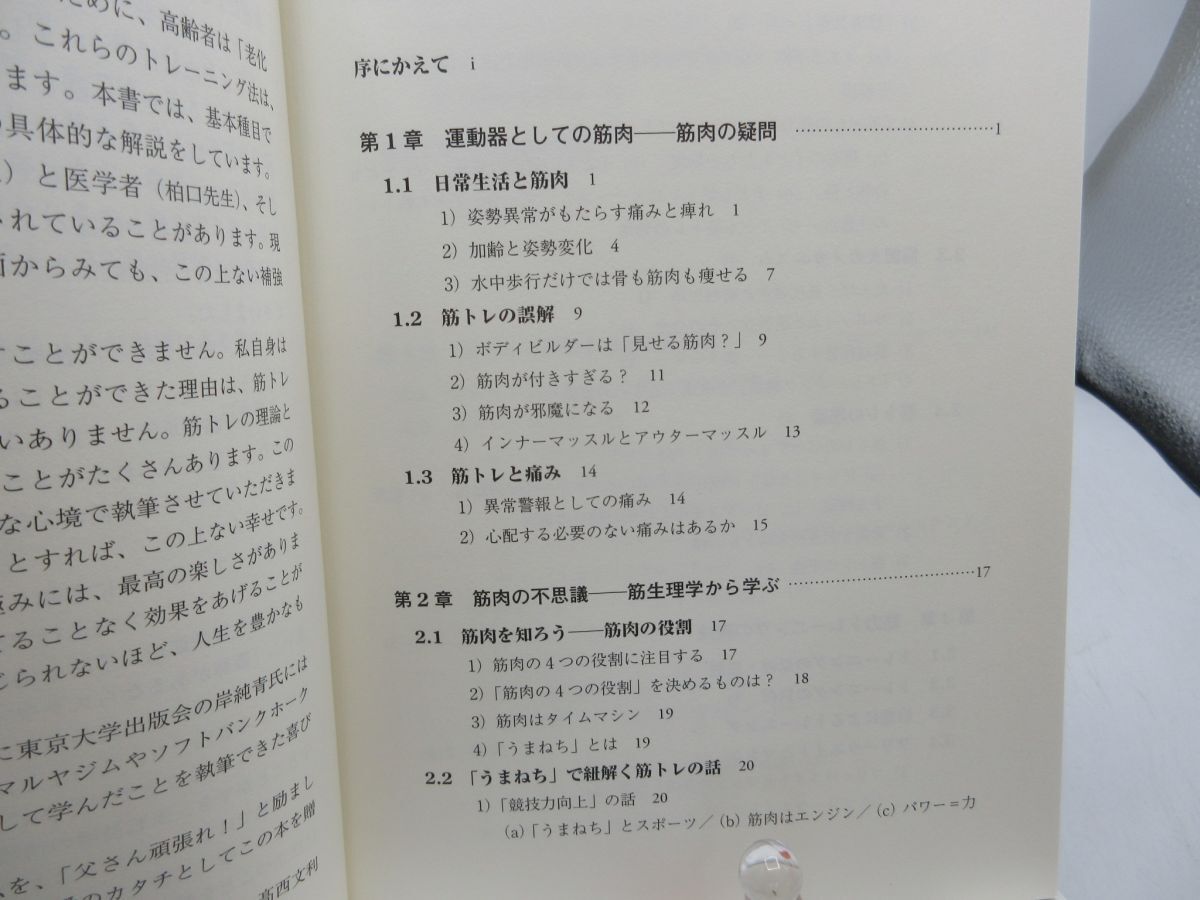 ために、高齢者は「老化
。これらのトレーニング法は、
ます。本書では、基本種目で
具体的な解説をしています。
）と医学者（柏口先生）、そし
れていることがあります。現
からみても、この上ない補強
ことができません。私自身は
ることができた理由は、筋トレ
いありません。筋トレの理論と
ことがたくさんあります。この
な心境で執筆させていただきま
とすれば、この上ない幸せです。
みには、最高の楽しさがありま
てることなく効果をあげることが
じられないほど、人生を豊かなも
に東京大学出版会の岸純青氏には
マルヤジムやソフトバンクホーク
して学んだことを執筆できた喜び
を、「父さん頑張れ！」と励まし
のカタチとしてこの本を贈
高西文利
序にかえて i
第1章 運動器としての筋肉――筋肉の疑問 ……………………………1
1.1 日常生活と筋肉 1
1）姿勢異常がもたらす痛みと痺れ 1
2）加齢と姿勢変化 4
3）水中歩行だけでは骨も筋肉も痩せる 7
1.2 筋トレの誤解 9
1）ボディビルダーは「見せる筋肉？」 9
2）筋肉が付きすぎる？ 11
3）筋肉が邪魔になる 12
4）インナーマッスルとアウターマッスル 13
1.3 筋トレと痛み 14
1）異常警報としての痛み 14
2）心配する必要のない痛みはあるか 15
第2章 筋肉の不思議――筋生理学から学ぶ ……………………………17
2.1 筋肉を知ろう――筋肉の役割 17
1）筋肉の4つの役割に注目する 17
2）「筋肉の4つの役割」を決めるものは？ 18
3）筋肉はタイムマシン 19
4）「うまねち」とは 19
2.2 「うまねち」で紐解く筋トレの話 20
1）「競技力向上」の話 20
(a)「うまねち」とスポーツ／(b) 筋肉はエンジン／(c) パワー＝力